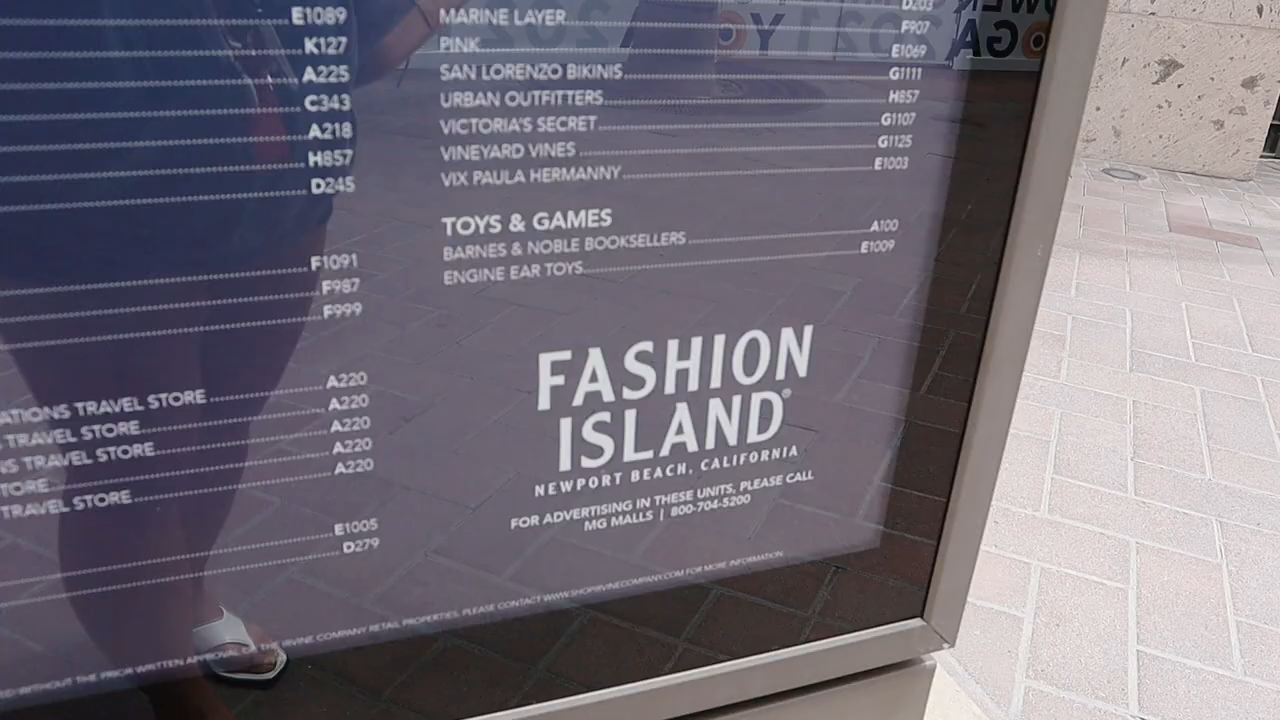 E1089
K127
A225
C343
A218
H857
D245
F1091
F987
F999
A220
ATIONS TRAVEL STORE A220
TRAVEL STORE A220
NS TRAVEL STORE A220
TORE A220
TRAVEL STORE
E1005
D279
D203
MARINE LAYER F907
PINK E1069
SAN LORENZO BIKINIS G1111
URBAN OUTFITTERS H857
VICTORIA'S SECRET G1107
VINEYARD VINES G1125
VIX PAULA HERMANNY E1003
TOYS & GAMES
BARNES & NOBLE BOOKSELLERS A100
ENGINE EAR TOYS E1009
FASHION
ISLAND®
NEWPORT BEACH, CALIFORNIA
FOR ADVERTISING IN THESE UNITS, PLEASE CALL
MG MALLS | 800-704-5200
ED WITHOUT THE PRIOR WRITTEN APPROVAL OF THE IRVINE COMPANY RETAIL PROPERTIES. PLEASE CONTACT WWW.SHOPIRVINECOMPANY.COM FOR MORE INFORMATION